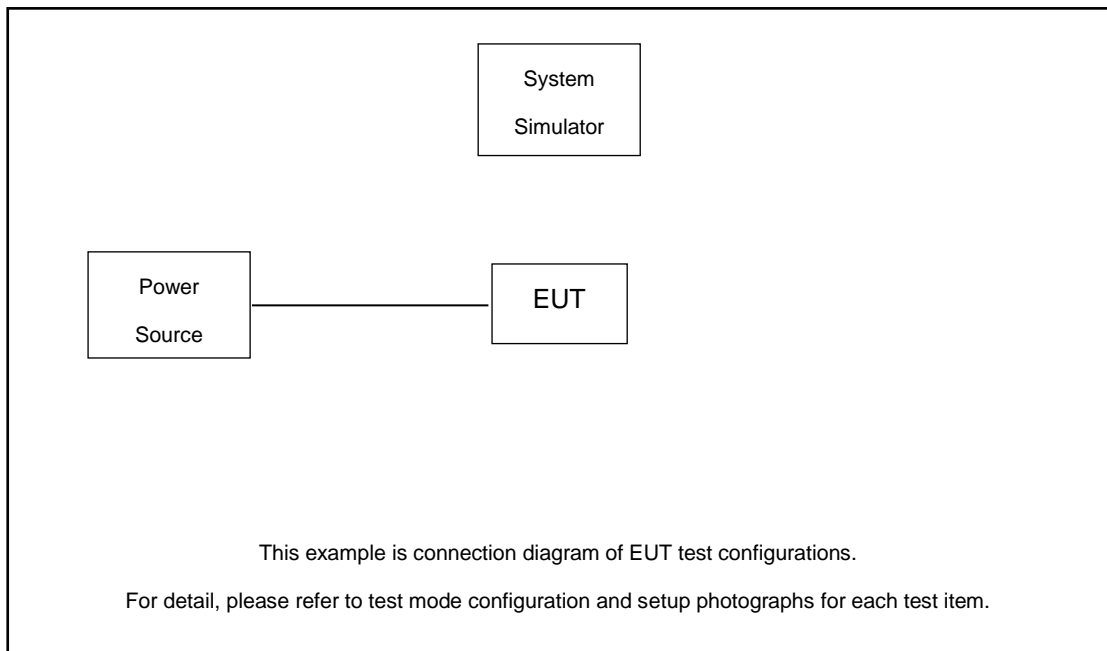 System
Simulator
Power
Source
EUT
This example is connection diagram of EUT test configurations.
For detail, please refer to test mode configuration and setup photographs for each test item.